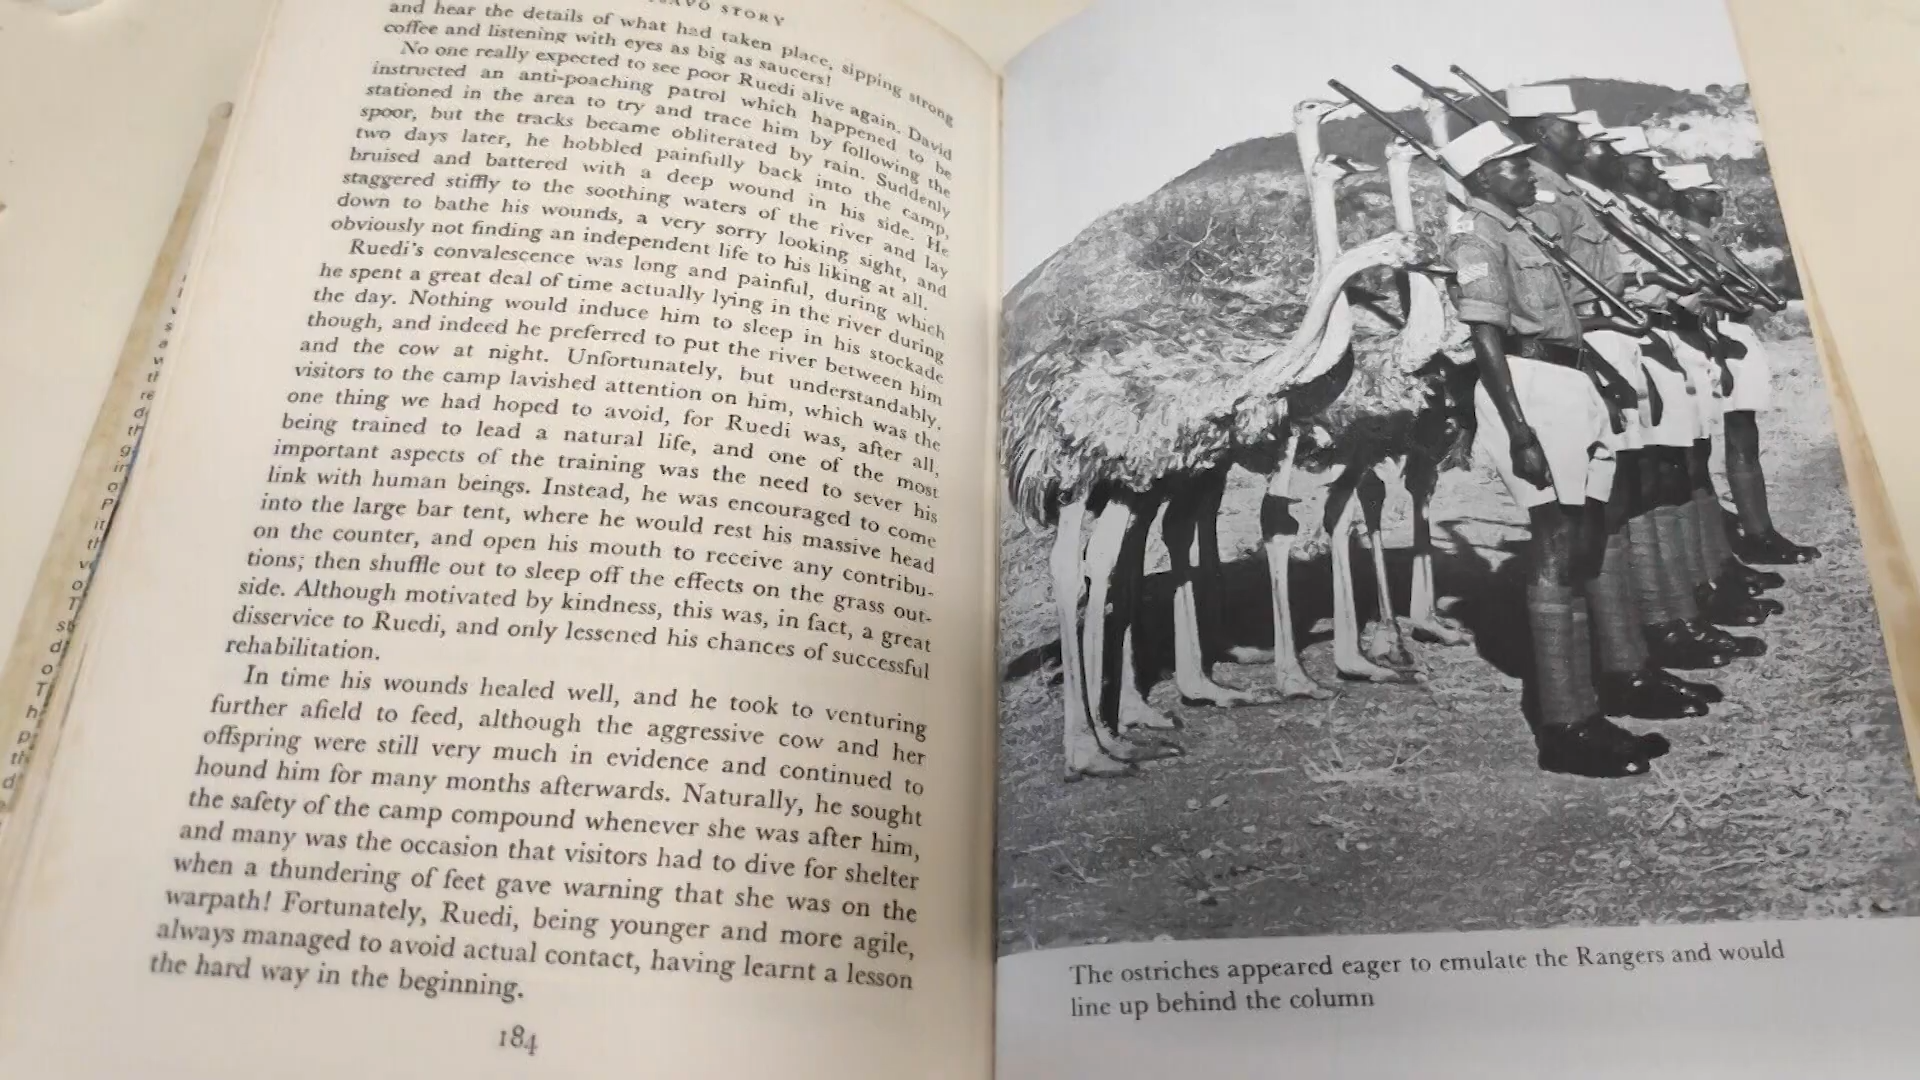 STORY
and hear the details of what had taken place, sipping strong
coffee and listening with eyes as big as saucers!
No one really expected to see poor Ruedi alive again. David
instructed an anti-poaching patrol which happened to be
stationed in the area to try and trace him by following the
spoor, but the tracks became obliterated by rain. Suddenly
two days later, he hobbled painfully back into the camp,
bruised and battered with a deep wound in his side. He
staggered stiffly to the soothing waters of the river and lay
down to bathe his wounds, a very sorry looking sight, and
obviously not finding an independent life to his liking at all.
Ruedi's convalescence was long and painful, during which
he spent a great deal of time actually lying in the river during
the day. Nothing would induce him to sleep in his stockade
though, and indeed he preferred to put the river between him
and the cow at night. Unfortunately, but understandably,
visitors to the camp lavished attention on him, which was the
one thing we had hoped to avoid, for Ruedi was, after all,
being trained to lead a natural life, and one of the most
important aspects of the training was the need to sever his
link with human beings. Instead, he was encouraged to come
into the large bar tent, where he would rest his massive head
on the counter, and open his mouth to receive any contribu-
tions; then shuffle out to sleep off the effects on the grass out-
side. Although motivated by kindness, this was, in fact, a great
disservice to Ruedi, and only lessened his chances of successful
rehabilitation.
In time his wounds healed well, and he took to venturing
further afield to feed, although the aggressive cow and her
offspring were still very much in evidence and continued to
hound him for many months afterwards. Naturally, he sought
the safety of the camp compound whenever she was after him,
and many was the occasion that visitors had to dive for shelter
when a thundering of feet gave warning that she was on the
warpath! Fortunately, Ruedi, being younger and more agile,
always managed to avoid actual contact, having learnt a lesson
the hard way in the beginning.
184
The ostriches appeared eager to emulate the Rangers and would
line up behind the column